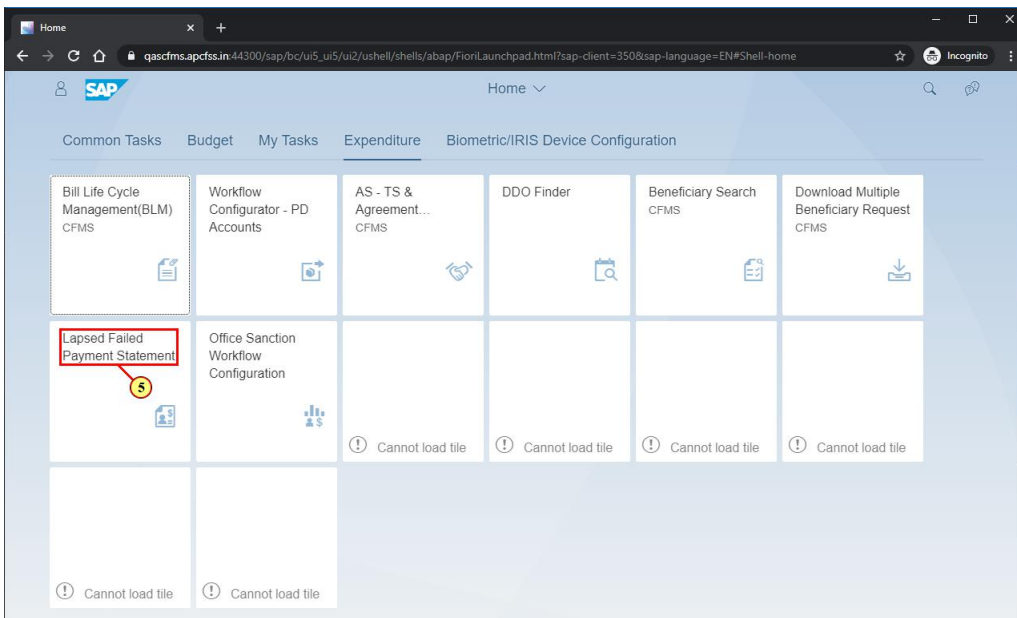 Home
qascfms.apcfss.in:44300/sap/bc/ui5_ui5/ui2/ushell/shells/abap/FioriLaunchpad.html?sap-client=350&sap-language=EN#Shell-home
Incognito
SAP
Home
Common Tasks Budget My Tasks Expenditure Biometric/IRIS Device Configuration
Bill Life Cycle
Management(BLM)
CFMS
Workflow
Configurator - PD
Accounts
AS - TS &
Agreement...
CFMS
DDO Finder
Beneficiary Search
CFMS
Download Multiple
Beneficiary Request
CFMS
Lapsed Failed
Payment Statement
5
Office Sanction
Workflow
Configuration
Cannot load tile
Cannot load tile
Cannot load tile
Cannot load tile
Cannot load tile
Cannot load tile